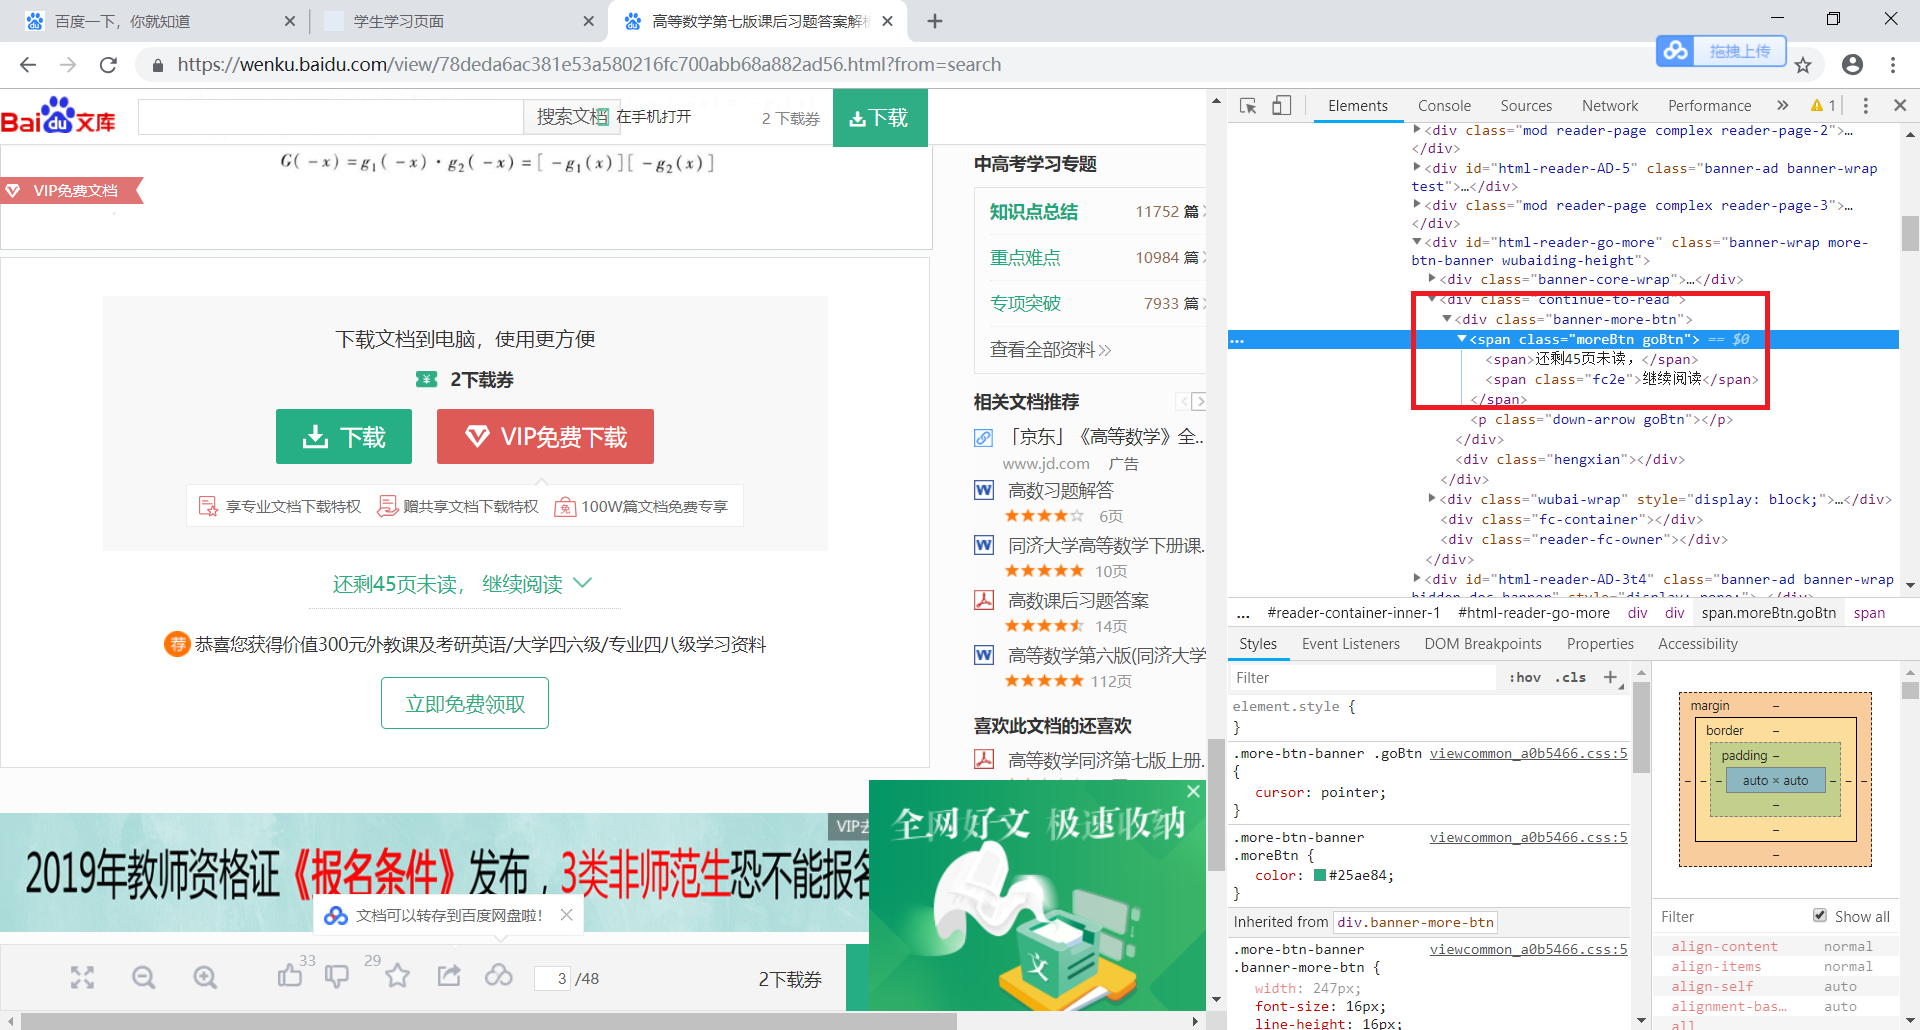 百度一下，你就知道
学生学习页面
高等数学第七版课后习题答案解析
https://wenku.baidu.com/view/78deda6ac381e53a580216fc700abb68a882ad56.html?from=search
拖拽上传
Bai du 文库
搜索文档
在手机打开
2 下载券
下载
G(-x)=g1(-x)·g2(-x)=[-g1(x)][-g2(x)]
VIP免费文档
下载文档到电脑，使用更方便
2下载券
下载
VIP免费下载
享专业文档下载特权
赠共享文档下载特权
免
100W篇文档免费专享
还剩45页未读， 继续阅读
荐 恭喜您获得价值300元外教课及考研英语/大学四六级/专业四八级学习资料
立即免费领取
中高考学习专题
知识点总结 11752 篇
重点难点 10984 篇
专项突破 7933 篇
查看全部资料>>
相关文档推荐
「京东」《高等数学》全..
www.jd.com 广告
高数习题解答
6页
同济大学高等数学下册课.
10页
高数课后习题答案
14页
高等数学第六版(同济大学
112页
喜欢此文档的还喜欢
高等数学同济第七版上册.
VIP去
2019年教师资格证《报名条件》发布，3类非师范生恐不能报名
文档可以转存到百度网盘啦！
全网好文 极速收纳
文
33
29
3 /48
2下载券
Elements Console Sources Network Performance » 1
<div class="mod reader-page complex reader-page-2">…
</div>
<div id="html-reader-AD-5" class="banner-ad banner-wrap
test">…</div>
<div class="mod reader-page complex reader-page-3">…
</div>
<div id="html-reader-go-more" class="banner-wrap more-
btn-banner wubaiding-height">
<div class="banner-core-wrap">…</div>
<div class="continue-to-read">
<div class="banner-more-btn">
… <span class="moreBtn goBtn"> == $0
<span>还剩45页未读，</span>
<span class="fc2e">继续阅读</span>
</span>
<p class="down-arrow goBtn"></p>
</div>
<div class="hengxian"></div>
</div>
<div class="wubai-wrap" style="display: block;">…</div>
<div class="fc-container"></div>
<div class="reader-fc-owner"></div>
</div>
<div id="html-reader-AD-3t4" class="banner-ad banner-wrap
hidden-doc-banner" style="display: none;">…</div>
… #reader-container-inner-1 #html-reader-go-more div div span.moreBtn.goBtn span
Styles Event Listeners DOM Breakpoints Properties Accessibility
Filter :hov .cls +
element.style {
}
.more-btn-banner .goBtn viewcommon_a0b5466.css:5
{
cursor: pointer;
}
.more-btn-banner viewcommon_a0b5466.css:5
.moreBtn {
color: #25ae84;
}
Inherited from div.banner-more-btn
.more-btn-banner viewcommon_a0b5466.css:5
.banner-more-btn {
width: 247px;
font-size: 16px;
line-height: 16px;
margin –
border –
padding –
– – – auto × auto – – –
–
–
–
Filter Show all
align-content normal
align-items normal
align-self auto
alignment-bas… auto
all